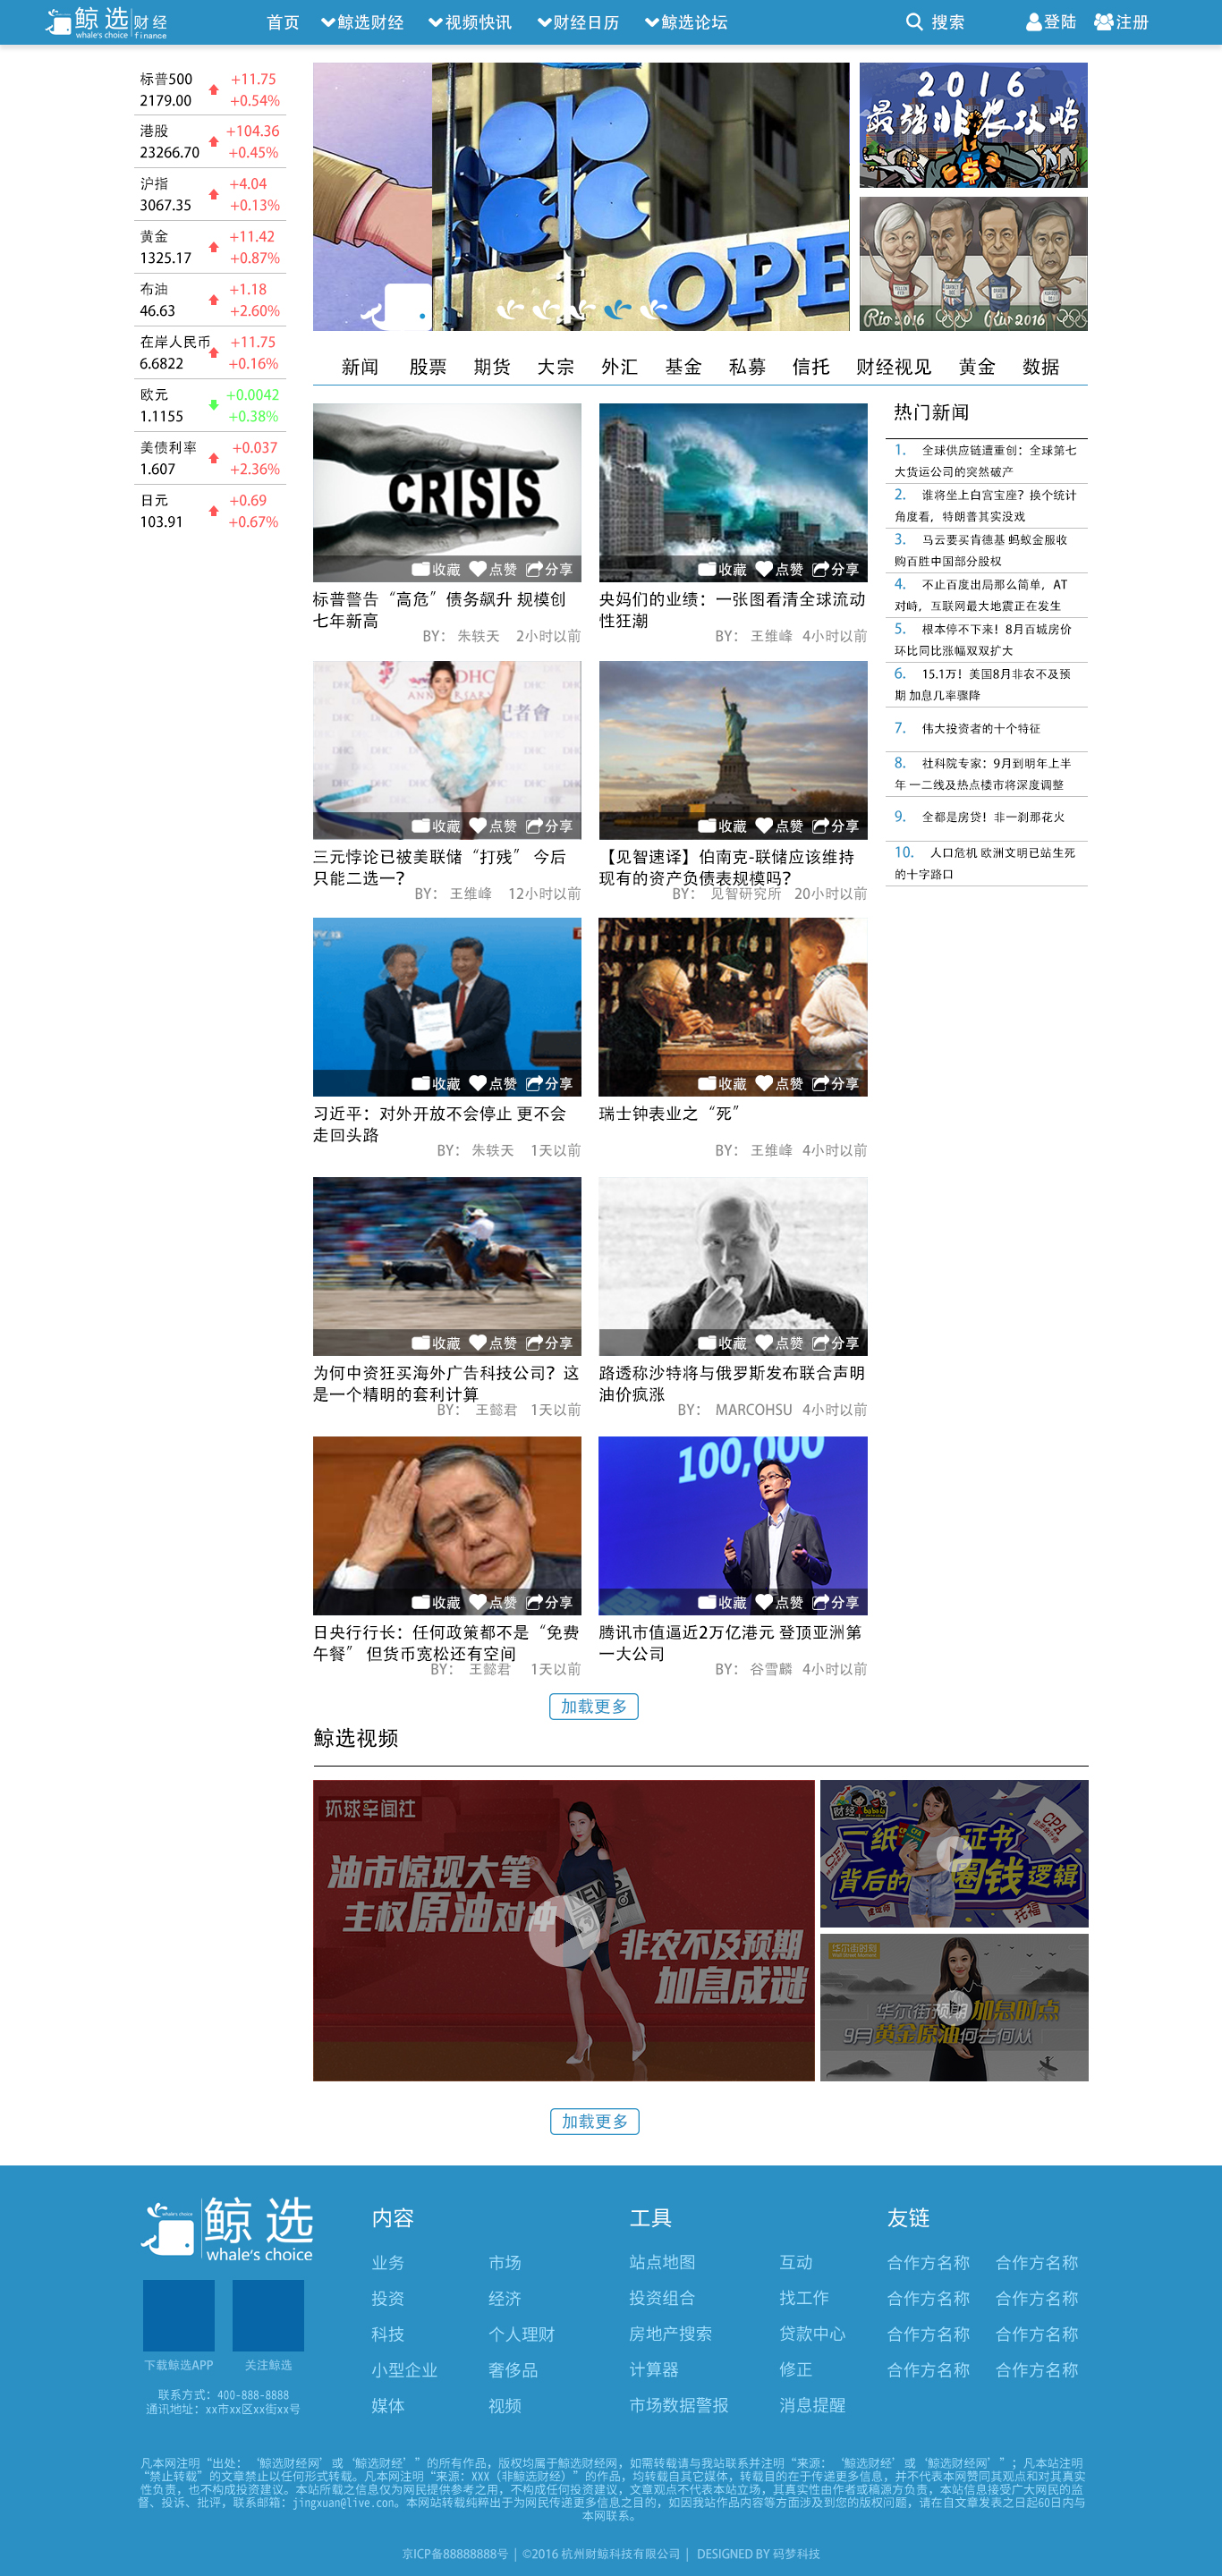 鲸选 财经
whale's choice finance
首页 鲸选财经 视频快讯 财经日历 鲸选论坛 搜索 登陆 注册
标普500 +11.75
2179.00 +0.54%
港股 +104.36
23266.70 +0.45%
沪指 +4.04
3067.35 +0.13%
黄金 +11.42
1325.17 +0.87%
布油 +1.18
46.63 +2.60%
在岸人民币 +11.75
6.6822 +0.16%
欧元 +0.0042
1.1155 +0.38%
美债利率 +0.037
1.607 +2.36%
日元 +0.69
103.91 +0.67%
OPE
2016
最强非农攻略
Rio 2016 Rio 2016
新闻 股票 期货 大宗 外汇 基金 私募 信托 财经视见 黄金 数据
CRISIS
收藏 点赞 分享
标普警告“高危”债务飙升 规模创
七年新高
BY： 朱轶天 2小时以前
收藏 点赞 分享
央妈们的业绩：一张图看清全球流动
性狂潮
BY： 王维峰 4小时以前
DHC
ANNIVERSARY
記者會
收藏 点赞 分享
三元悖论已被美联储“打残” 今后
只能二选一？
BY： 王维峰 12小时以前
收藏 点赞 分享
【见智速译】伯南克-联储应该维持
现有的资产负债表规模吗？
BY： 见智研究所 20小时以前
收藏 点赞 分享
习近平：对外开放不会停止 更不会
走回头路
BY： 朱轶天 1天以前
收藏 点赞 分享
瑞士钟表业之“死”
BY： 王维峰 4小时以前
收藏 点赞 分享
为何中资狂买海外广告科技公司？这
是一个精明的套利计算
BY： 王懿君 1天以前
收藏 点赞 分享
路透称沙特将与俄罗斯发布联合声明
油价疯涨
BY： MARCOHSU 4小时以前
收藏 点赞 分享
日央行行长：任何政策都不是“免费
午餐” 但货币宽松还有空间
BY： 王懿君 1天以前
100,000
收藏 点赞 分享
腾讯市值逼近2万亿港元 登顶亚洲第
一大公司
BY： 谷雪麟 4小时以前
热门新闻
1. 全球供应链遭重创：全球第七
大货运公司的突然破产
2. 谁将坐上白宫宝座？换个统计
角度看，特朗普其实没戏
3. 马云要买肯德基 蚂蚁金服收
购百胜中国部分股权
4. 不止百度出局那么简单，AT
对峙，互联网最大地震正在发生
5. 根本停不下来！8月百城房价
环比同比涨幅双双扩大
6. 15.1万！美国8月非农不及预
期 加息几率骤降
7. 伟大投资者的十个特征
8. 社科院专家：9月到明年上半
年 一二线及热点楼市将深度调整
9. 全都是房贷！非一刹那花火
10. 人口危机 欧洲文明已站生死
的十字路口
加载更多
鲸选视频
环球辛闻社
油市惊现大笔
主权原油对冲
NEWS
非农不及预期
加息成谜
财经
CPA
一纸 证书
背后的 圈钱逻辑
托福
华尔街时刻
华尔街预期加息时点
9月黄金原油何去何从
加载更多
鲸选
whale's choice
下载鲸选APP 关注鲸选
联系方式：400-888-8888
通讯地址：xx市xx区xx街xx号
内容
业务 市场
投资 经济
科技 个人理财
小型企业 奢侈品
媒体 视频
工具
站点地图 互动
投资组合 找工作
房地产搜索 贷款中心
计算器 修正
市场数据警报 消息提醒
友链
合作方名称 合作方名称
合作方名称 合作方名称
合作方名称 合作方名称
合作方名称 合作方名称
凡本网注明“出处：‘鲸选财经网’或‘鲸选财经’”的所有作品，版权均属于鲸选财经网，如需转载请与我站联系并注明“来源：‘鲸选财经’或‘鲸选财经网’”；凡本站注明
“禁止转载”的文章禁止以任何形式转载。凡本网注明“来源：XXX（非鲸选财经）”的作品，均转载自其它媒体，转载目的在于传递更多信息，并不代表本网赞同其观点和对其真实
性负责，也不构成投资建议。本站所载之信息仅为网民提供参考之用，不构成任何投资建议，文章观点不代表本站立场，其真实性由作者或稿源方负责，本站信息接受广大网民的监
督、投诉、批评，联系邮箱：jingxuan@live.con。本网站转载纯粹出于为网民传递更多信息之目的，如因我站作品内容等方面涉及到您的版权问题，请在自文章发表之日起60日内与
本网联系。
京ICP备88888888号 | ©2016 杭州财鲸科技有限公司 | DESIGNED BY 码梦科技